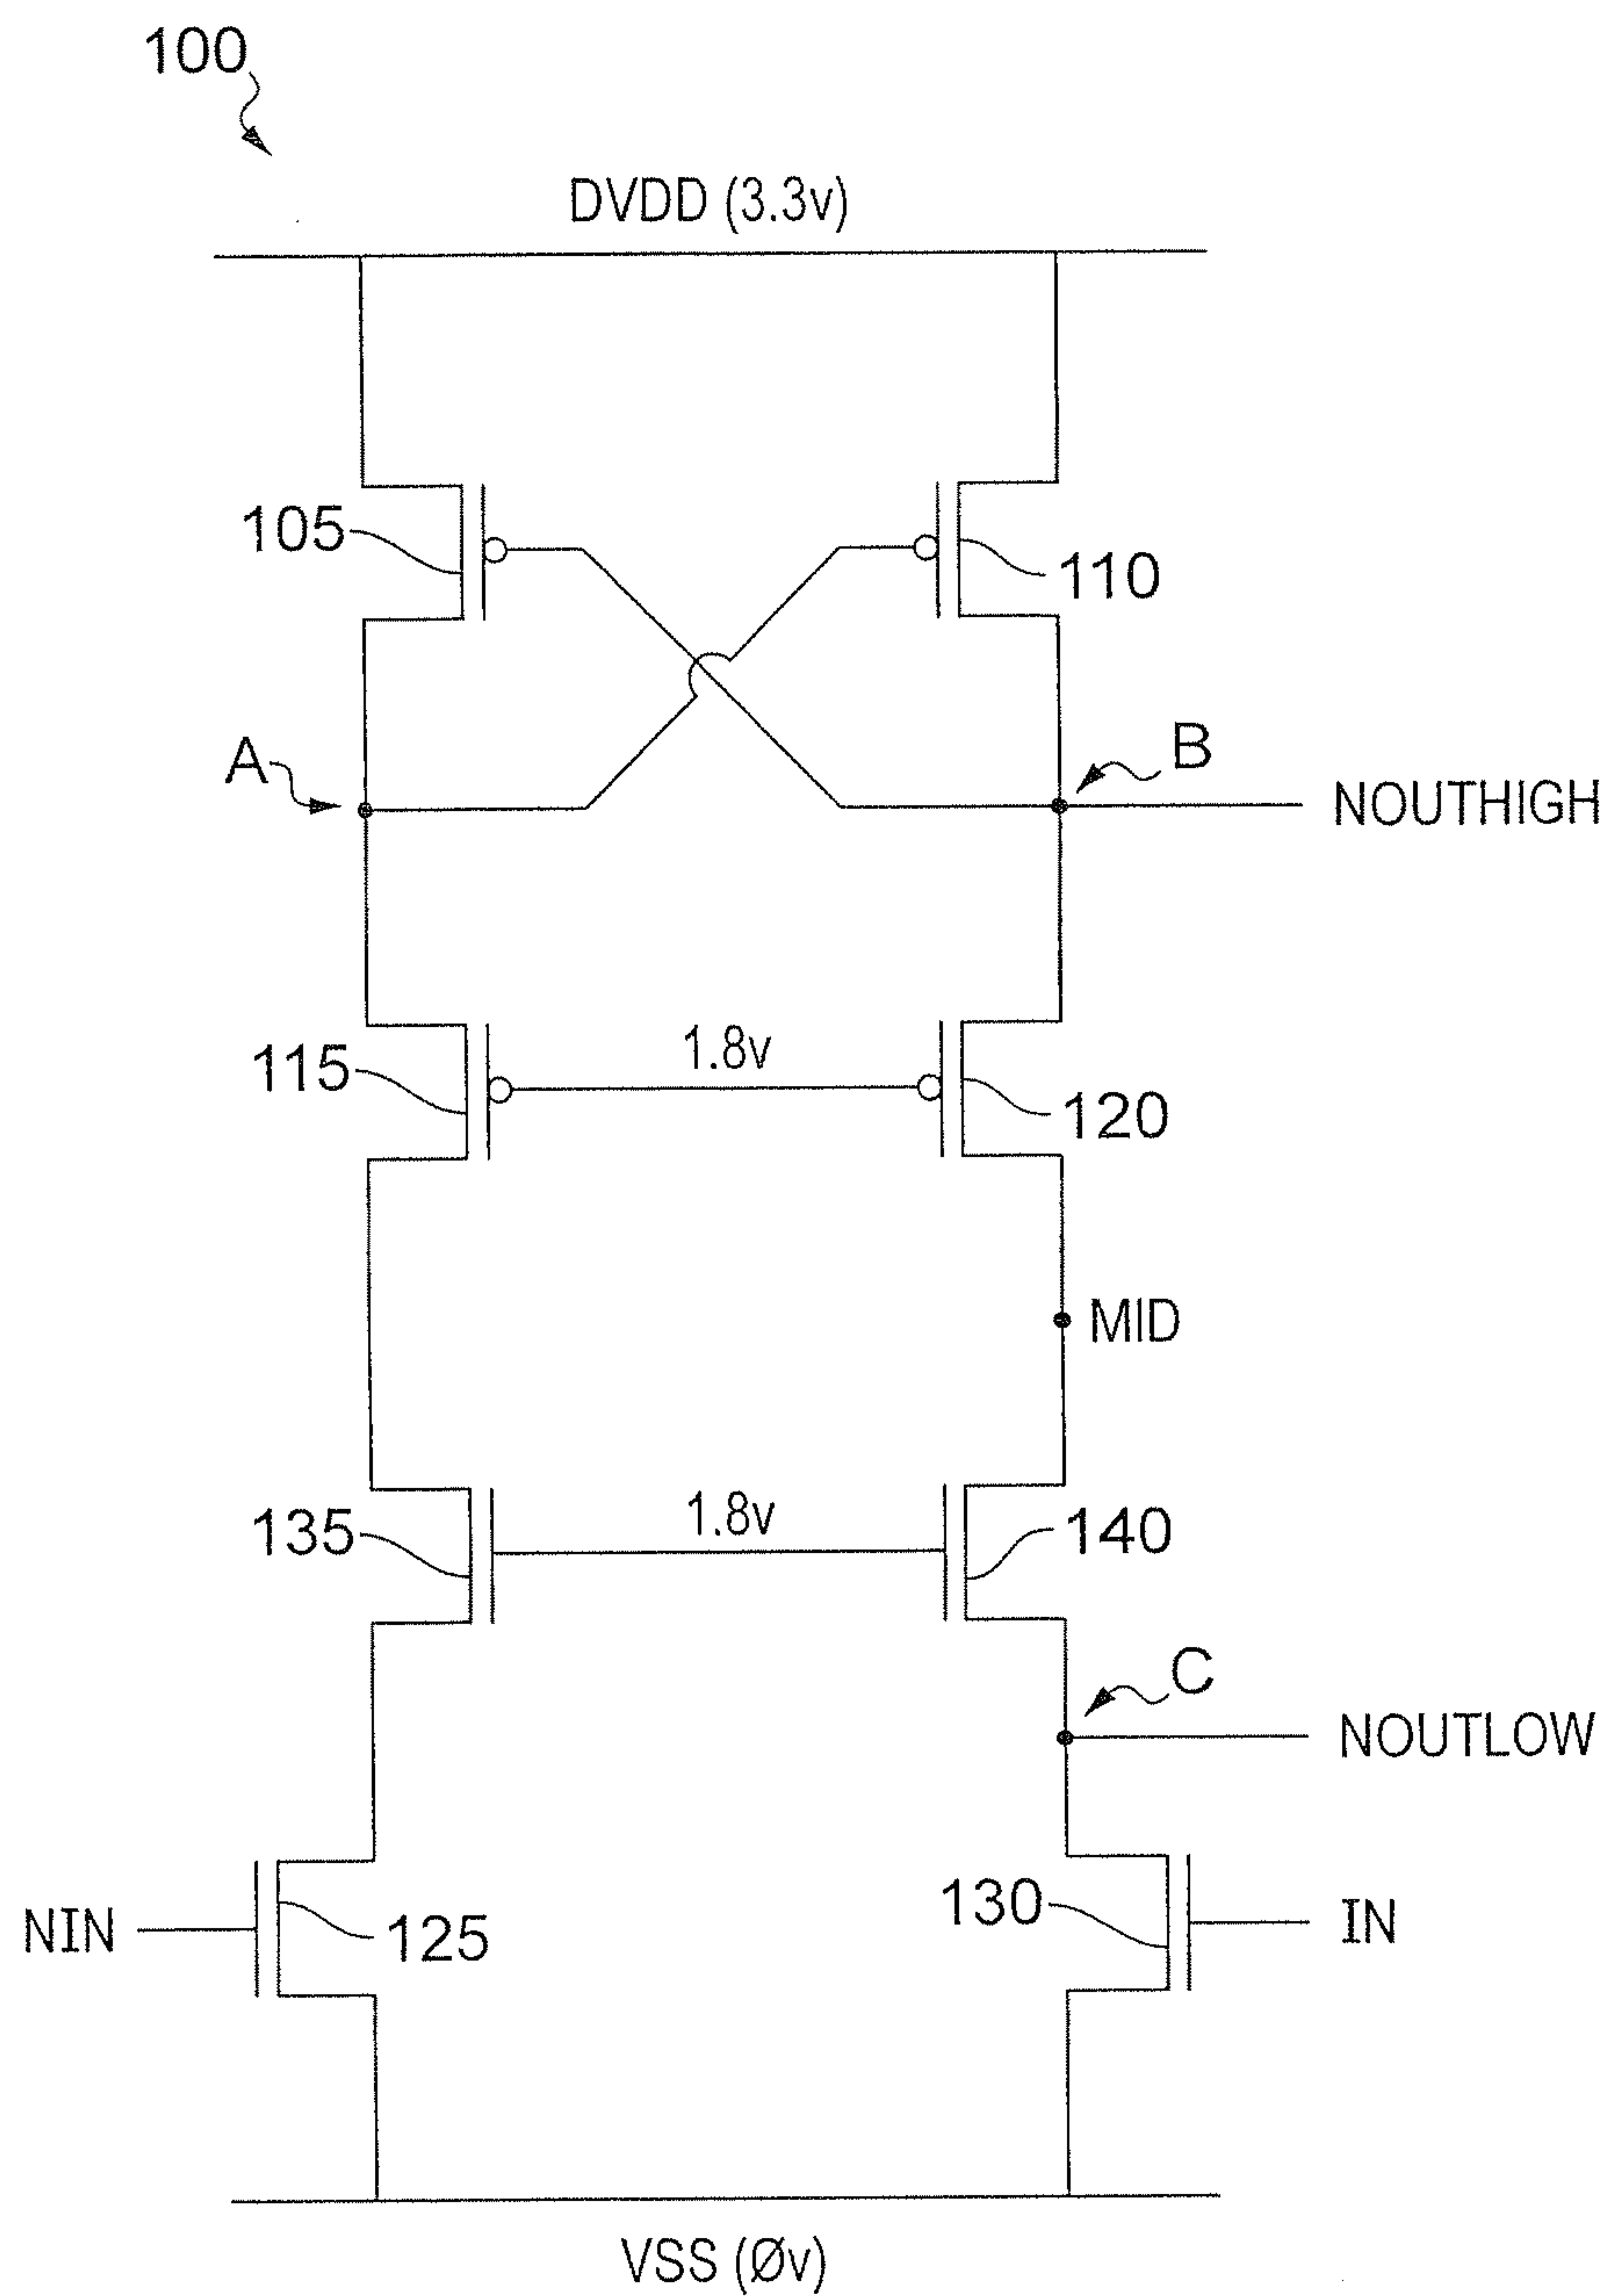 100
DVDD (3.3v)
105
110
A
B
NOUTHIGH
115
1.8v
120
MID
135
1.8v
140
C
NOUTLOW
NIN
125
130
IN
VSS (Øv)